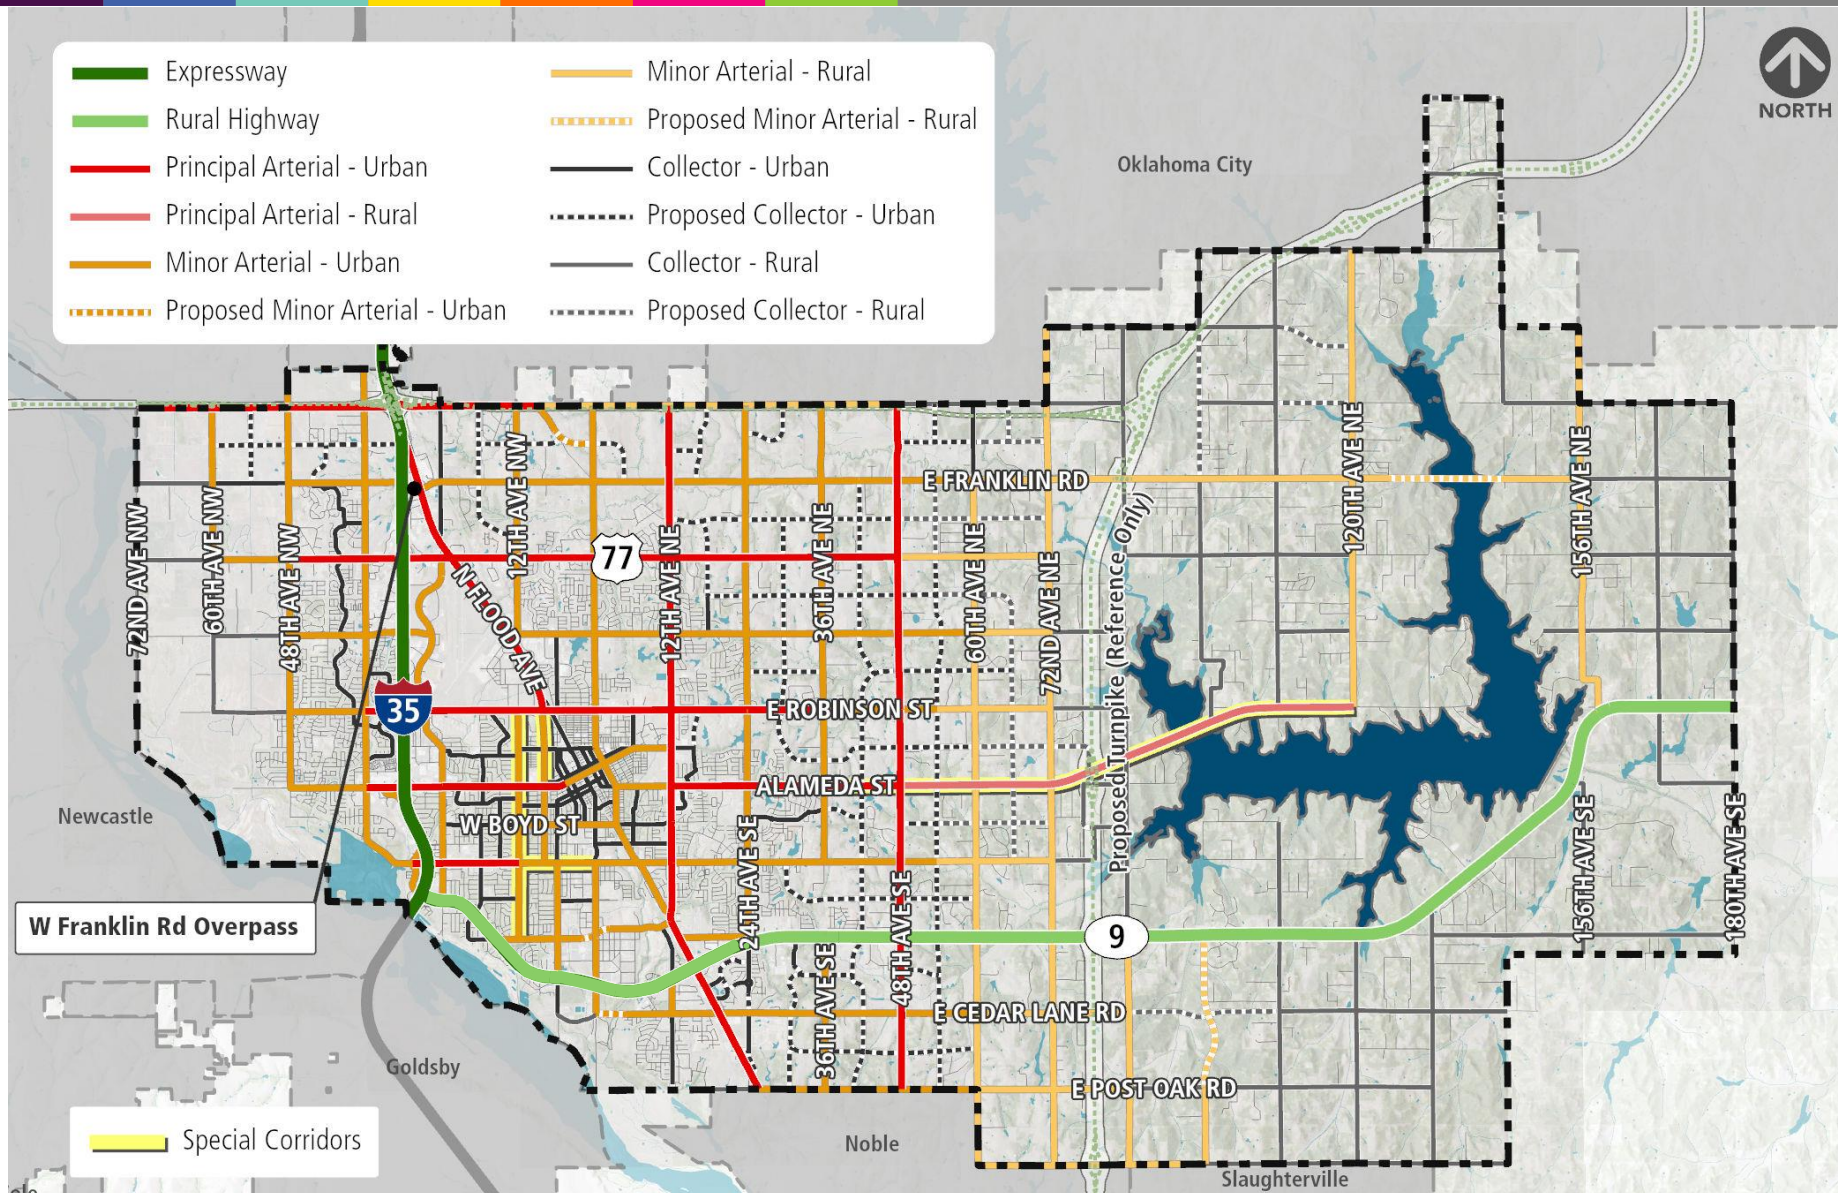 Expressway
Rural Highway
Principal Arterial - Urban
Principal Arterial - Rural
Minor Arterial - Urban
Proposed Minor Arterial - Urban
Minor Arterial - Rural
Proposed Minor Arterial - Rural
Collector - Urban
Proposed Collector - Urban
Collector - Rural
Proposed Collector - Rural
NORTH
Oklahoma City
72ND AVE NW
60TH AVE NW
48TH AVE NW
12TH AVE NW
N FLOOD AVE
77
12TH AVE NE
36TH AVE NE
E FRANKLIN RD
60TH AVE NE
72ND AVE NE
Proposed Turnpike (Reference Only)
120TH AVE NE
156TH AVE NE
35
E ROBINSON ST
ALAMEDA ST
W BOYD ST
Newcastle
24TH AVE SE
36TH AVE SE
48TH AVE SE
156TH AVE SE
180TH AVE SE
W Franklin Rd Overpass
9
E CEDAR LANE RD
Goldsby
E POST OAK RD
Special Corridors
Noble
Slaughterville